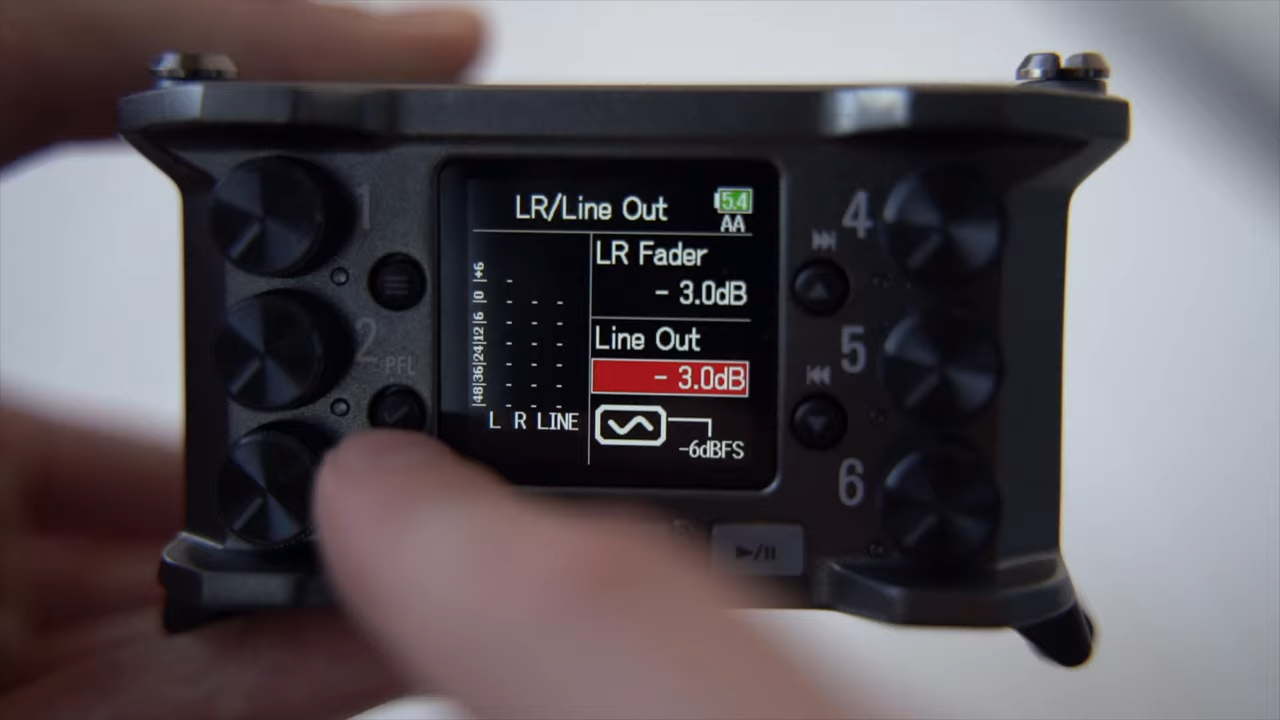 LR/Line Out
5.4
AA
LR Fader
- 3.0dB
Line Out
- 3.0dB
-6dBFS
|48|36|24|12|6 |0 |+6
L R LINE
1
2
PFL
4
5
6